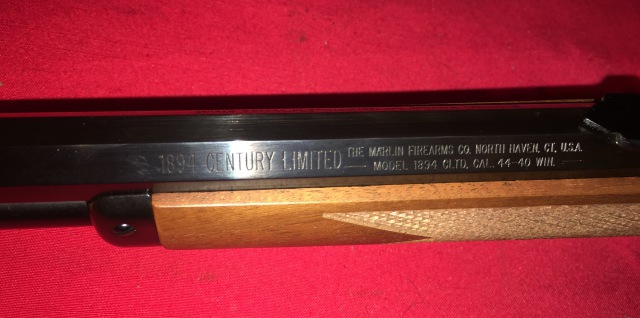 1894 CENTURY LIMITED
THE MARLIN FIREARMS CO. NORTH HAVEN, CT. U.S.A.
MODEL 1894 CLTD, CAL. 44-40 WIN.